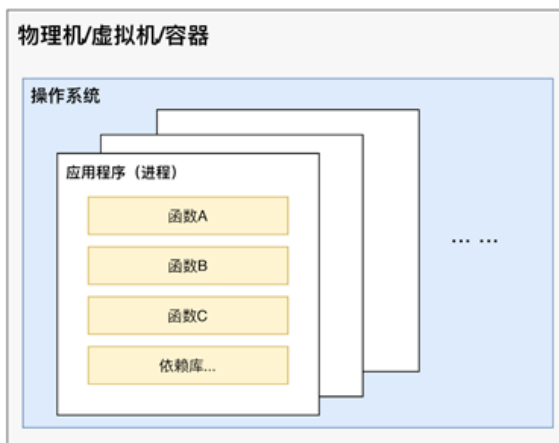 物理机/虚拟机/容器
操作系统
应用程序（进程）
函数A
函数B
函数C
依赖库...
... ...